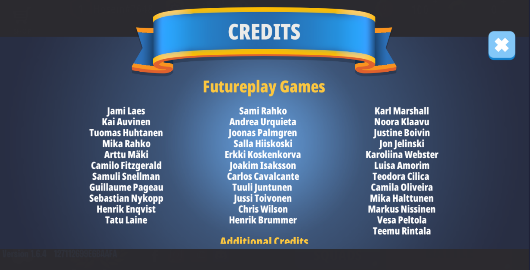 CREDITS
Futureplay Games
Jami Laes
Kai Auvinen
Tuomas Huhtanen
Mika Rahko
Arttu Mäki
Camilo Fitzgerald
Samuli Snellman
Guillaume Pageau
Sebastian Nykopp
Henrik Enqvist
Tatu Laine
Sami Rahko
Andrea Urquieta
Joonas Palmgren
Salla Hiiskoski
Erkki Koskenkorva
Joakim Isaksson
Carlos Cavalcante
Tuuli Juntunen
Jussi Toivonen
Chris Wilson
Henrik Brummer
Karl Marshall
Noora Klaavu
Justine Boivin
Jon Jelinski
Karoliina Webster
Luisa Amorim
Teodora Cilica
Camila Oliveira
Mika Halttunen
Markus Nissinen
Vesa Peltola
Teemu Rintala
Additional Credits